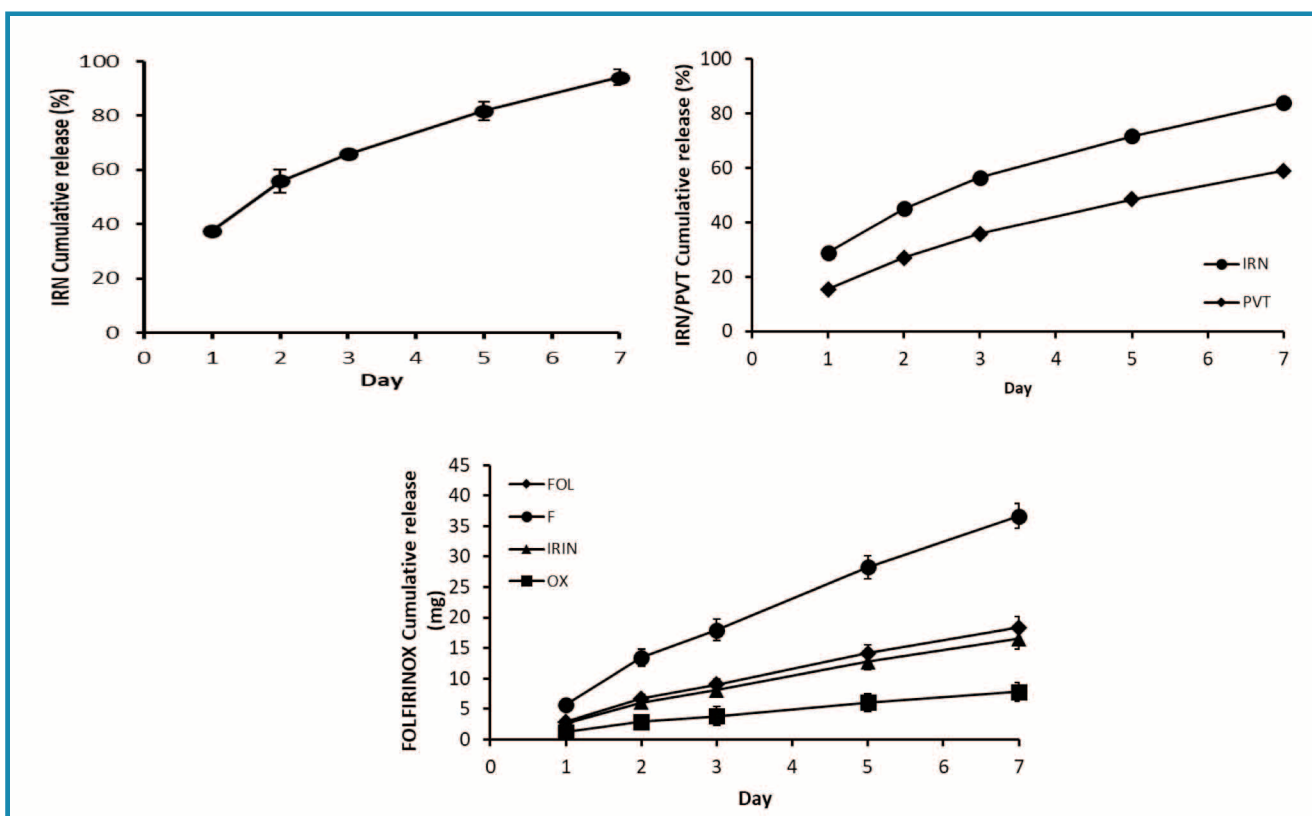 IRN Cumulative release (%)
100
80
60
40
20
0
0 1 2 3 4 5 6 7
Day
IRN/PVT Cumulative release (%)
100
80
60
40
20
0
IRN
PVT
0 1 2 3 4 5 6 7
Day
FOLFIRINOX Cumulative release
(mg)
45
40
35
30
25
20
15
10
5
0
FOL
F
IRIN
OX
0 1 2 3 4 5 6 7
Day